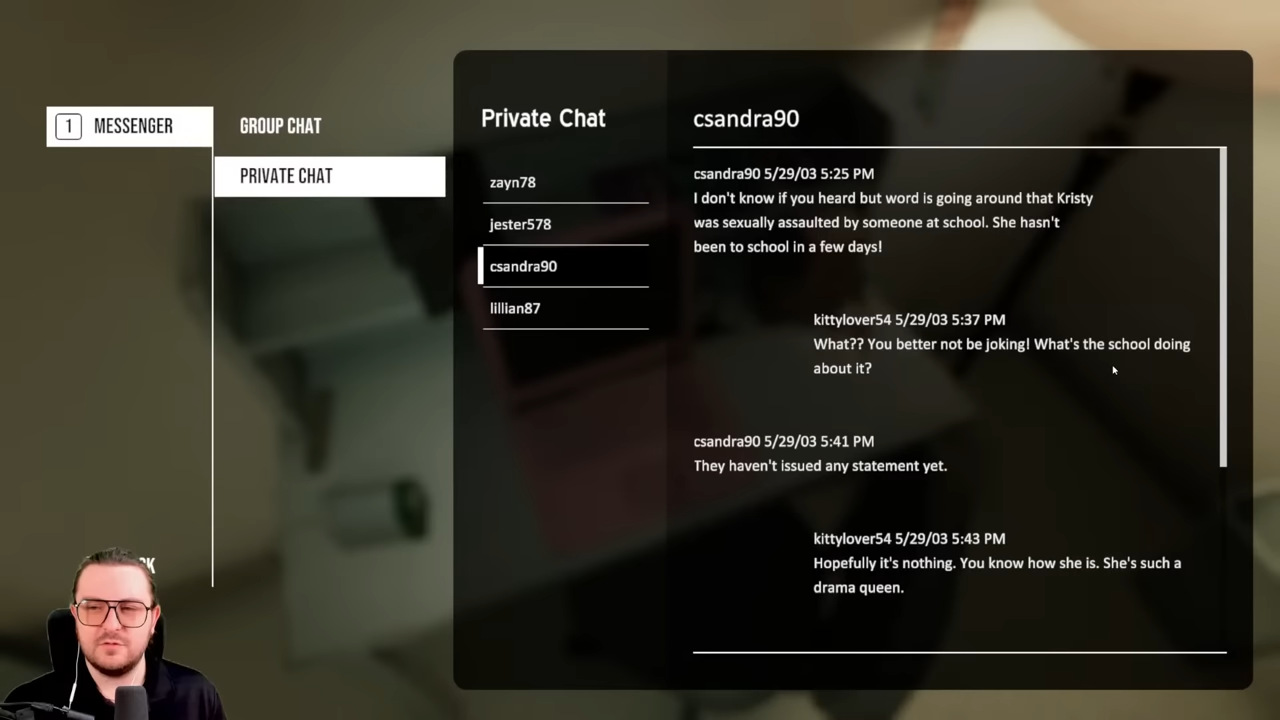 1 MESSENGER
GROUP CHAT
PRIVATE CHAT
Private Chat
zayn78
jester578
csandra90
lillian87
csandra90
csandra90 5/29/03 5:25 PM
I don't know if you heard but word is going around that Kristy
was sexually assaulted by someone at school. She hasn't
been to school in a few days!
kittylover54 5/29/03 5:37 PM
What?? You better not be joking! What's the school doing
about it?
csandra90 5/29/03 5:41 PM
They haven't issued any statement yet.
kittylover54 5/29/03 5:43 PM
Hopefully it's nothing. You know how she is. She's such a
drama queen.